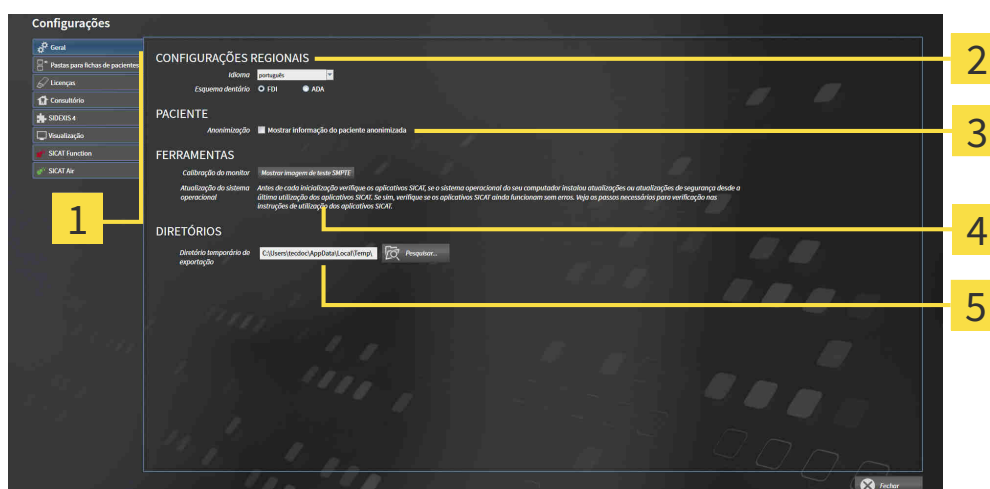 Configurações
Geral
Pastas para fichas de pacientes
Licenças
Consultório
SIDEXIS 4
Visualização
SICAT Function
SICAT Air
1
CONFIGURAÇÕES REGIONAIS
Idioma português
Esquema dentário FDI ADA
PACIENTE
Anonimização Mostrar informação do paciente anonimizada
FERRAMENTAS
Calibração do monitor Mostrar imagem de teste SMPTE
Atualização do sistema operacional
Antes de cada inicialização verifique os aplicativos SICAT, se o sistema operacional do seu computador instalou atualizações ou atualizações de segurança desde a
última utilização dos aplicativos SICAT. Se sim, verifique se os aplicativos SICAT ainda funcionam sem erros. Veja os passos necessários para verificação nas
instruções de utilização dos aplicativos SICAT.
DIRETÓRIOS
Diretório temporário de exportação
C:\Users\tecdoc\AppData\Local\Temp\ Pesquisar...
2
3
4
5
Fechar